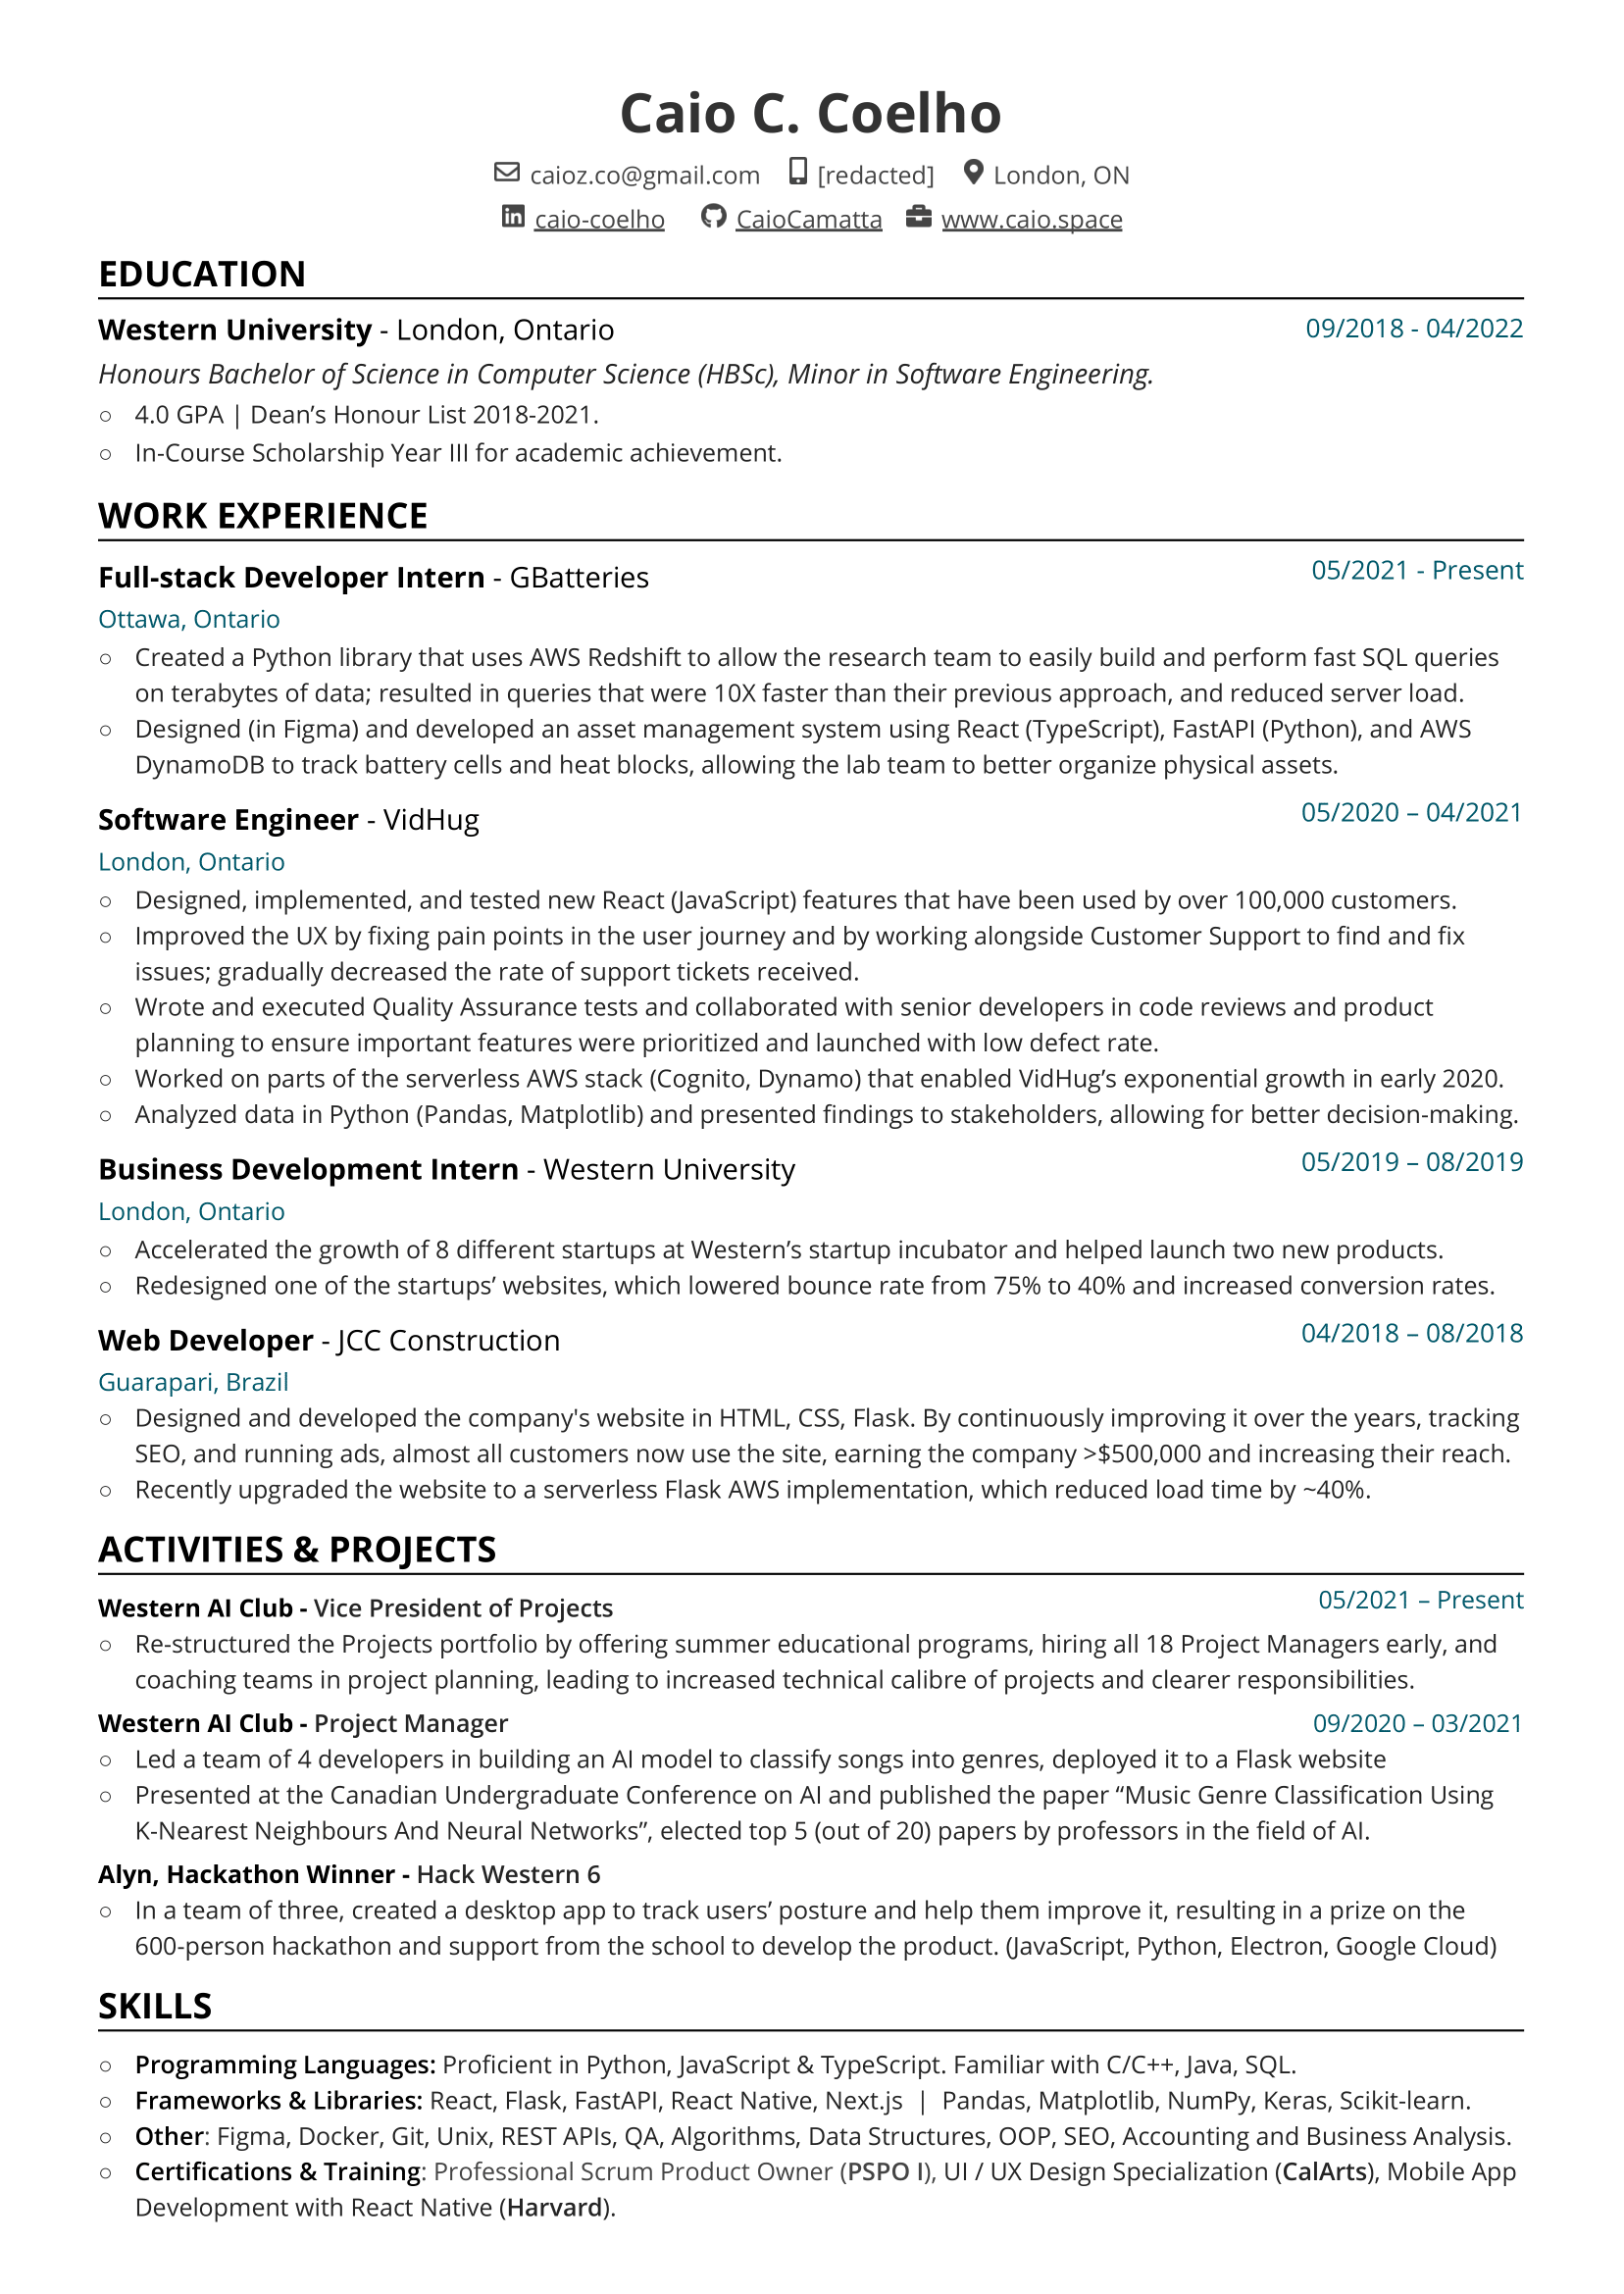 Caio C. Coelho
caioz.co@gmail.com [redacted] London, ON
caio-coelho CaioCamatta www.caio.space
EDUCATION
Western University - London, Ontario 09/2018 - 04/2022
Honours Bachelor of Science in Computer Science (HBSc), Minor in Software Engineering.
○ 4.0 GPA | Dean’s Honour List 2018-2021.
○ In-Course Scholarship Year III for academic achievement.
WORK EXPERIENCE
Full-stack Developer Intern - GBatteries 05/2021 - Present
Ottawa, Ontario
○ Created a Python library that uses AWS Redshift to allow the research team to easily build and perform fast SQL queries
on terabytes of data; resulted in queries that were 10X faster than their previous approach, and reduced server load.
○ Designed (in Figma) and developed an asset management system using React (TypeScript), FastAPI (Python), and AWS
DynamoDB to track battery cells and heat blocks, allowing the lab team to better organize physical assets.
Software Engineer - VidHug 05/2020 – 04/2021
London, Ontario
○ Designed, implemented, and tested new React (JavaScript) features that have been used by over 100,000 customers.
○ Improved the UX by fixing pain points in the user journey and by working alongside Customer Support to find and fix
issues; gradually decreased the rate of support tickets received.
○ Wrote and executed Quality Assurance tests and collaborated with senior developers in code reviews and product
planning to ensure important features were prioritized and launched with low defect rate.
○ Worked on parts of the serverless AWS stack (Cognito, Dynamo) that enabled VidHug’s exponential growth in early 2020.
○ Analyzed data in Python (Pandas, Matplotlib) and presented findings to stakeholders, allowing for better decision-making.
Business Development Intern - Western University 05/2019 – 08/2019
London, Ontario
○ Accelerated the growth of 8 different startups at Western’s startup incubator and helped launch two new products.
○ Redesigned one of the startups’ websites, which lowered bounce rate from 75% to 40% and increased conversion rates.
Web Developer - JCC Construction 04/2018 – 08/2018
Guarapari, Brazil
○ Designed and developed the company's website in HTML, CSS, Flask. By continuously improving it over the years, tracking
SEO, and running ads, almost all customers now use the site, earning the company >$500,000 and increasing their reach.
○ Recently upgraded the website to a serverless Flask AWS implementation, which reduced load time by ~40%.
ACTIVITIES & PROJECTS
Western AI Club - Vice President of Projects 05/2021 – Present
○ Re-structured the Projects portfolio by offering summer educational programs, hiring all 18 Project Managers early, and
coaching teams in project planning, leading to increased technical calibre of projects and clearer responsibilities.
Western AI Club - Project Manager 09/2020 – 03/2021
○ Led a team of 4 developers in building an AI model to classify songs into genres, deployed it to a Flask website
○ Presented at the Canadian Undergraduate Conference on AI and published the paper “Music Genre Classification Using
K-Nearest Neighbours And Neural Networks”, elected top 5 (out of 20) papers by professors in the field of AI.
Alyn, Hackathon Winner - Hack Western 6
○ In a team of three, created a desktop app to track users’ posture and help them improve it, resulting in a prize on the
600-person hackathon and support from the school to develop the product. (JavaScript, Python, Electron, Google Cloud)
SKILLS
○ Programming Languages: Proficient in Python, JavaScript & TypeScript. Familiar with C/C++, Java, SQL.
○ Frameworks & Libraries: React, Flask, FastAPI, React Native, Next.js | Pandas, Matplotlib, NumPy, Keras, Scikit-learn.
○ Other: Figma, Docker, Git, Unix, REST APIs, QA, Algorithms, Data Structures, OOP, SEO, Accounting and Business Analysis.
○ Certifications & Training: Professional Scrum Product Owner (PSPO I), UI / UX Design Specialization (CalArts), Mobile App
Development with React Native (Harvard).